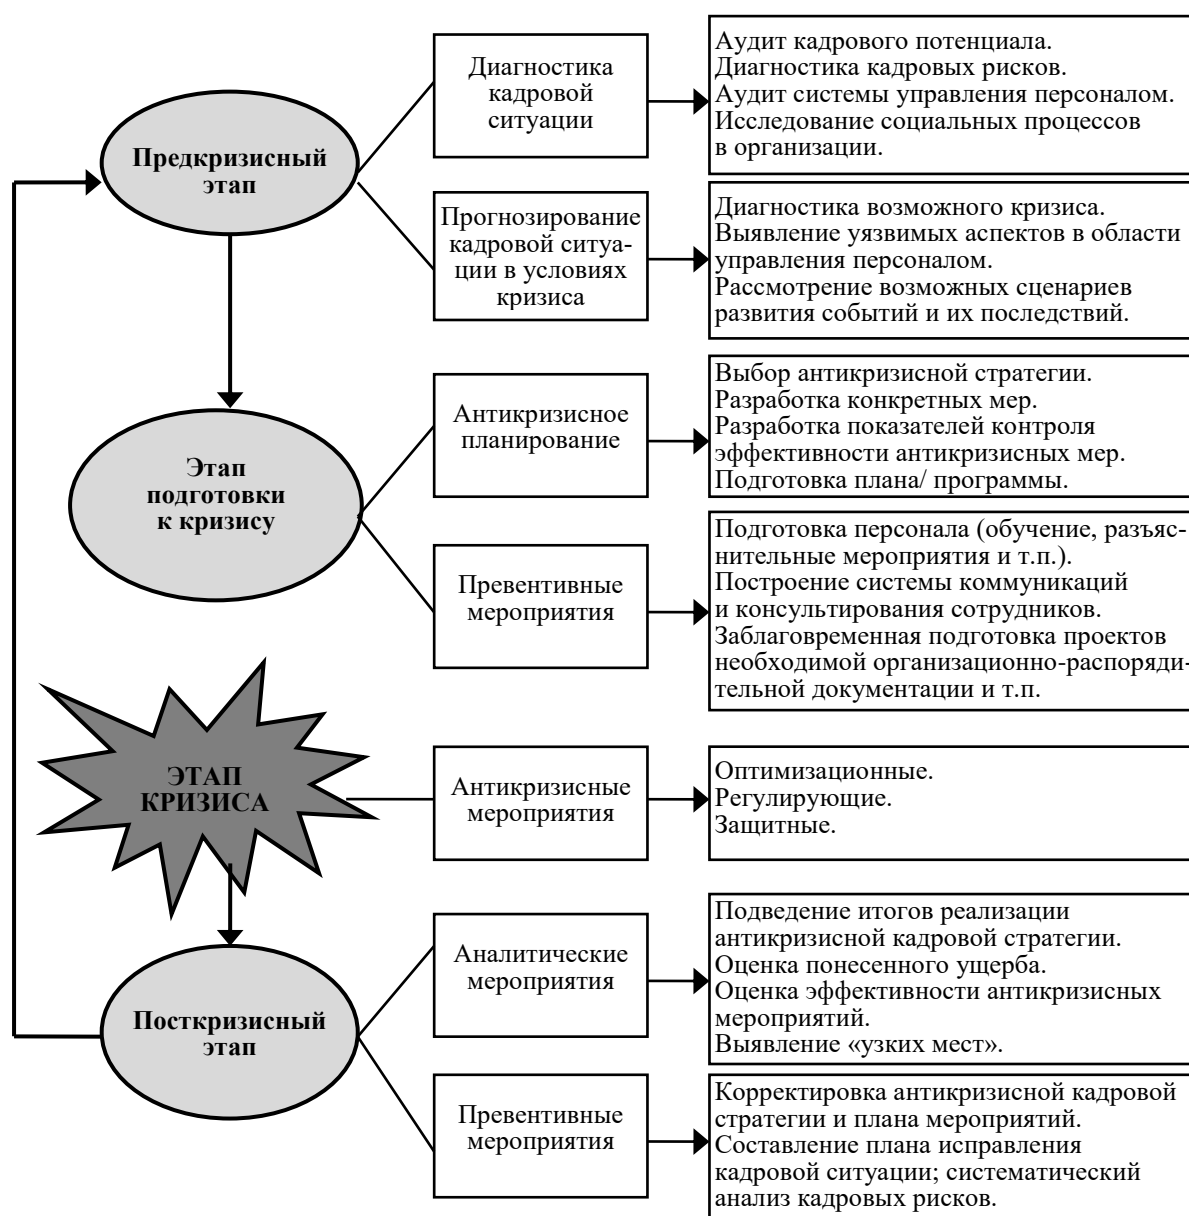 Предкризисный
этап
Диагностика
кадровой
ситуации
Аудит кадрового потенциала.
Диагностика кадровых рисков.
Аудит системы управления персоналом.
Исследование социальных процессов
в организации.
Прогнозирование
кадровой ситуа-
ции в условиях
кризиса
Диагностика возможного кризиса.
Выявление уязвимых аспектов в области
управления персоналом.
Рассмотрение возможных сценариев
развития событий и их последствий.
Этап
подготовки
к кризису
Антикризисное
планирование
Выбор антикризисной стратегии.
Разработка конкретных мер.
Разработка показателей контроля
эффективности антикризисных мер.
Подготовка плана/ программы.
Превентивные
мероприятия
Подготовка персонала (обучение, разъяс-
нительные мероприятия и т.п.).
Построение системы коммуникаций
и консультирования сотрудников.
Заблаговременная подготовка проектов
необходимой организационно-распоряди-
тельной документации и т.п.
ЭТАП
КРИЗИСА
Антикризисные
мероприятия
Оптимизационные.
Регулирующие.
Защитные.
Посткризисный
этап
Аналитические
мероприятия
Подведение итогов реализации
антикризисной кадровой стратегии.
Оценка понесенного ущерба.
Оценка эффективности антикризисных
мероприятий.
Выявление «узких мест».
Превентивные
мероприятия
Корректировка антикризисной кадровой
стратегии и плана мероприятий.
Составление плана исправления
кадровой ситуации; систематический
анализ кадровых рисков.